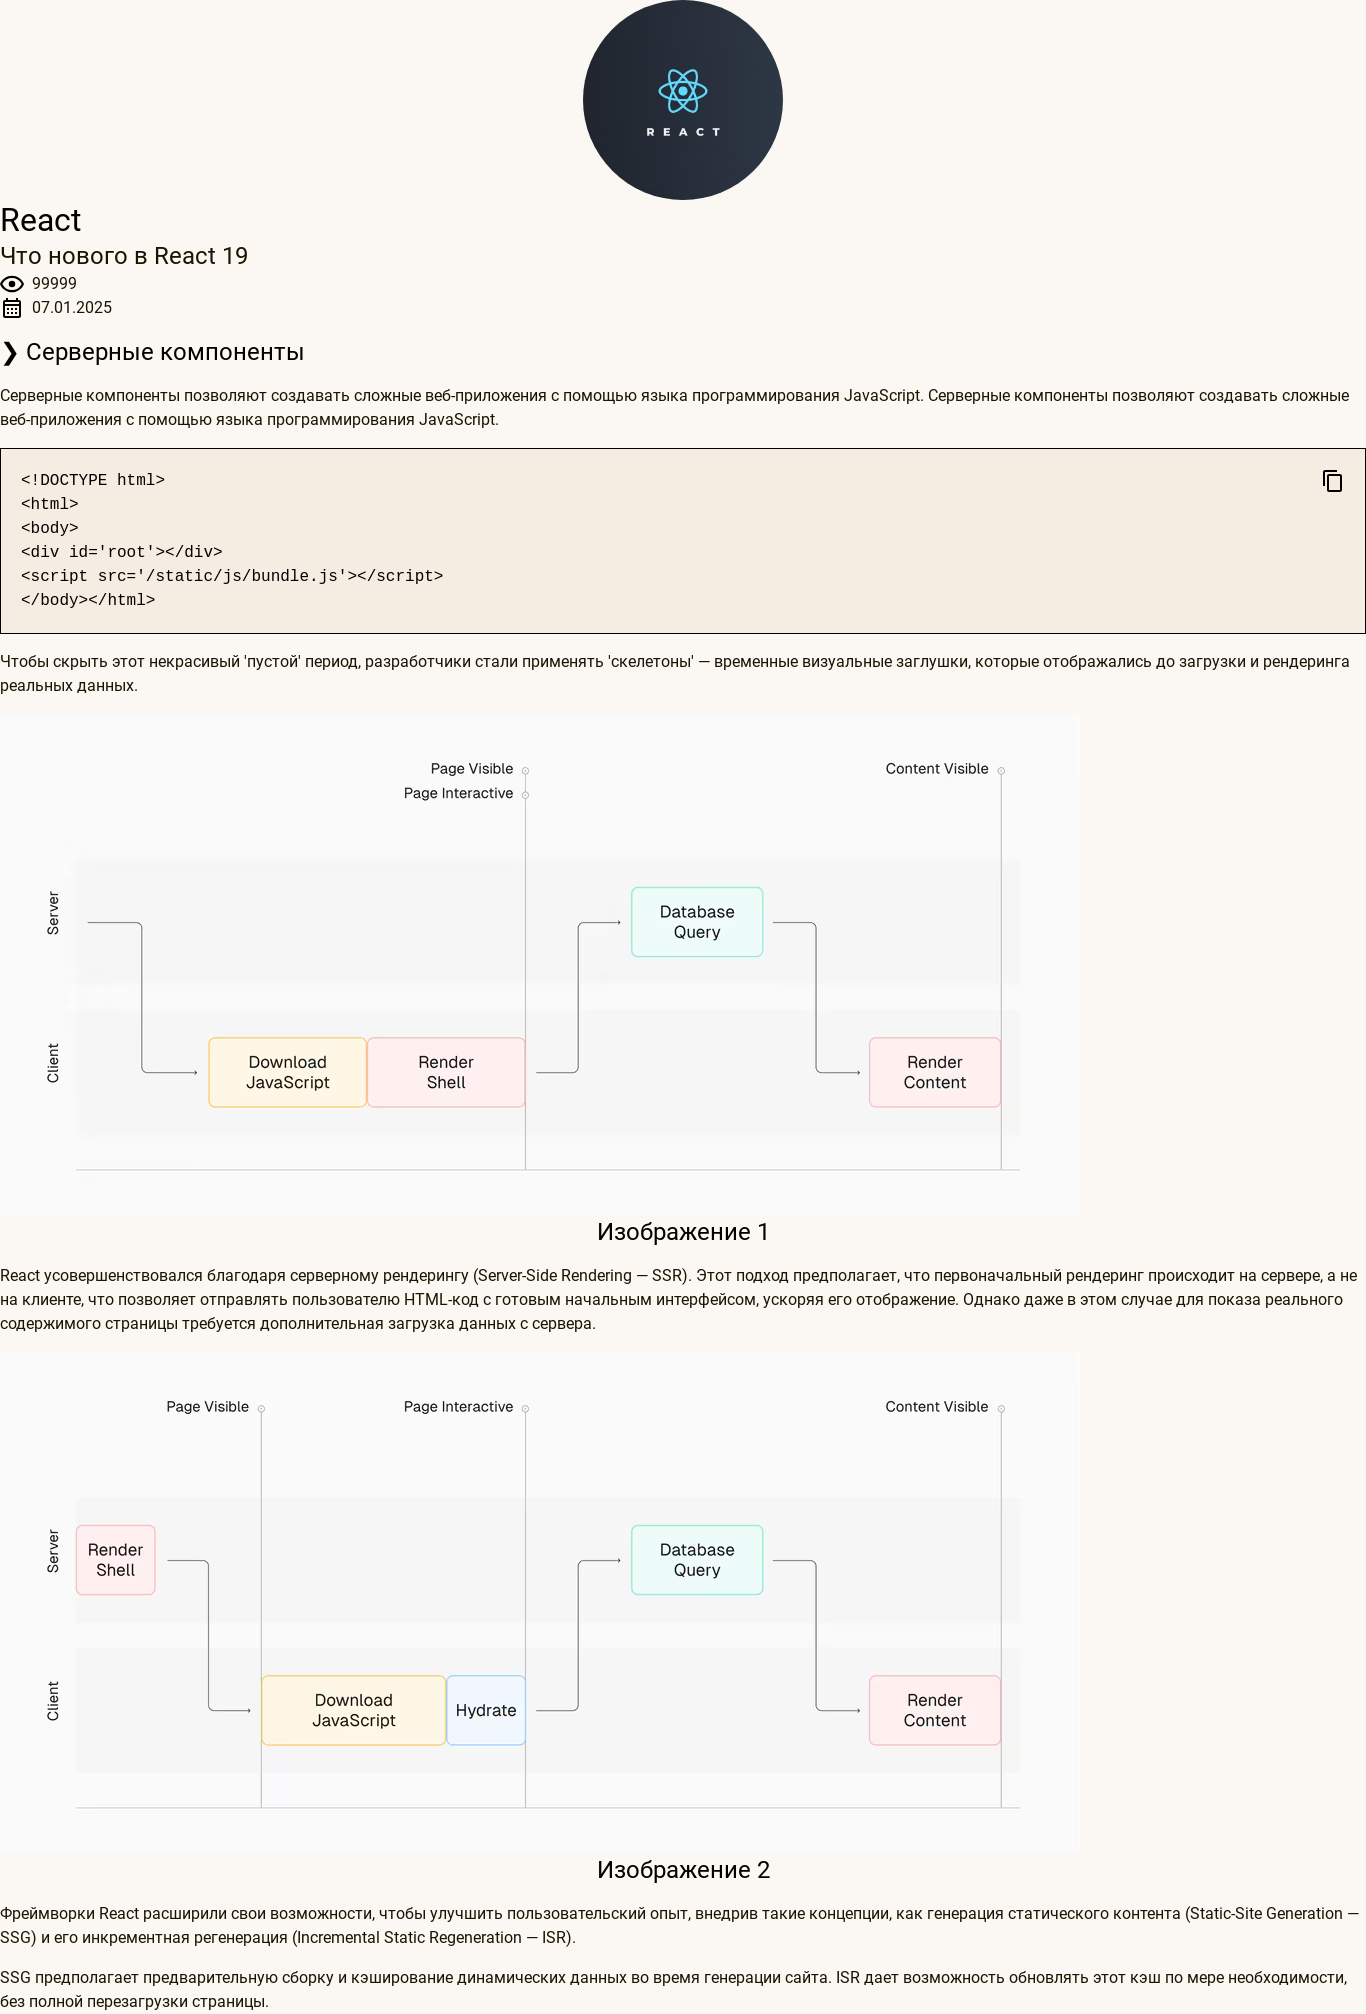 REACT
React
Что нового в React 19
99999
07.01.2025
❯ Серверные компоненты
Серверные компоненты позволяют создавать сложные веб-приложения с помощью языка программирования JavaScript. Серверные компоненты позволяют создавать сложные
веб-приложения с помощью языка программирования JavaScript.
<!DOCTYPE html>
<html>
<body>
<div id='root'></div>
<script src='/static/js/bundle.js'></script>
</body></html>
Чтобы скрыть этот некрасивый 'пустой' период, разработчики стали применять 'скелетоны' — временные визуальные заглушки, которые отображались до загрузки и рендеринга
реальных данных.
Page Visible
Content Visible
Page Interactive
Server
Database
Query
Client
Download
JavaScript
Render
Shell
Render
Content
Изображение 1
React усовершенствовался благодаря серверному рендерингу (Server-Side Rendering — SSR). Этот подход предполагает, что первоначальный рендеринг происходит на сервере, а не
на клиенте, что позволяет отправлять пользователю HTML-код с готовым начальным интерфейсом, ускоряя его отображение. Однако даже в этом случае для показа реального
содержимого страницы требуется дополнительная загрузка данных с сервера.
Page Visible
Page Interactive
Content Visible
Server
Render
Shell
Database
Query
Client
Download
JavaScript
Hydrate
Render
Content
Изображение 2
Фреймворки React расширили свои возможности, чтобы улучшить пользовательский опыт, внедрив такие концепции, как генерация статического контента (Static-Site Generation —
SSG) и его инкрементная регенерация (Incremental Static Regeneration — ISR).
SSG предполагает предварительную сборку и кэширование динамических данных во время генерации сайта. ISR дает возможность обновлять этот кэш по мере необходимости,
без полной перезагрузки страницы.